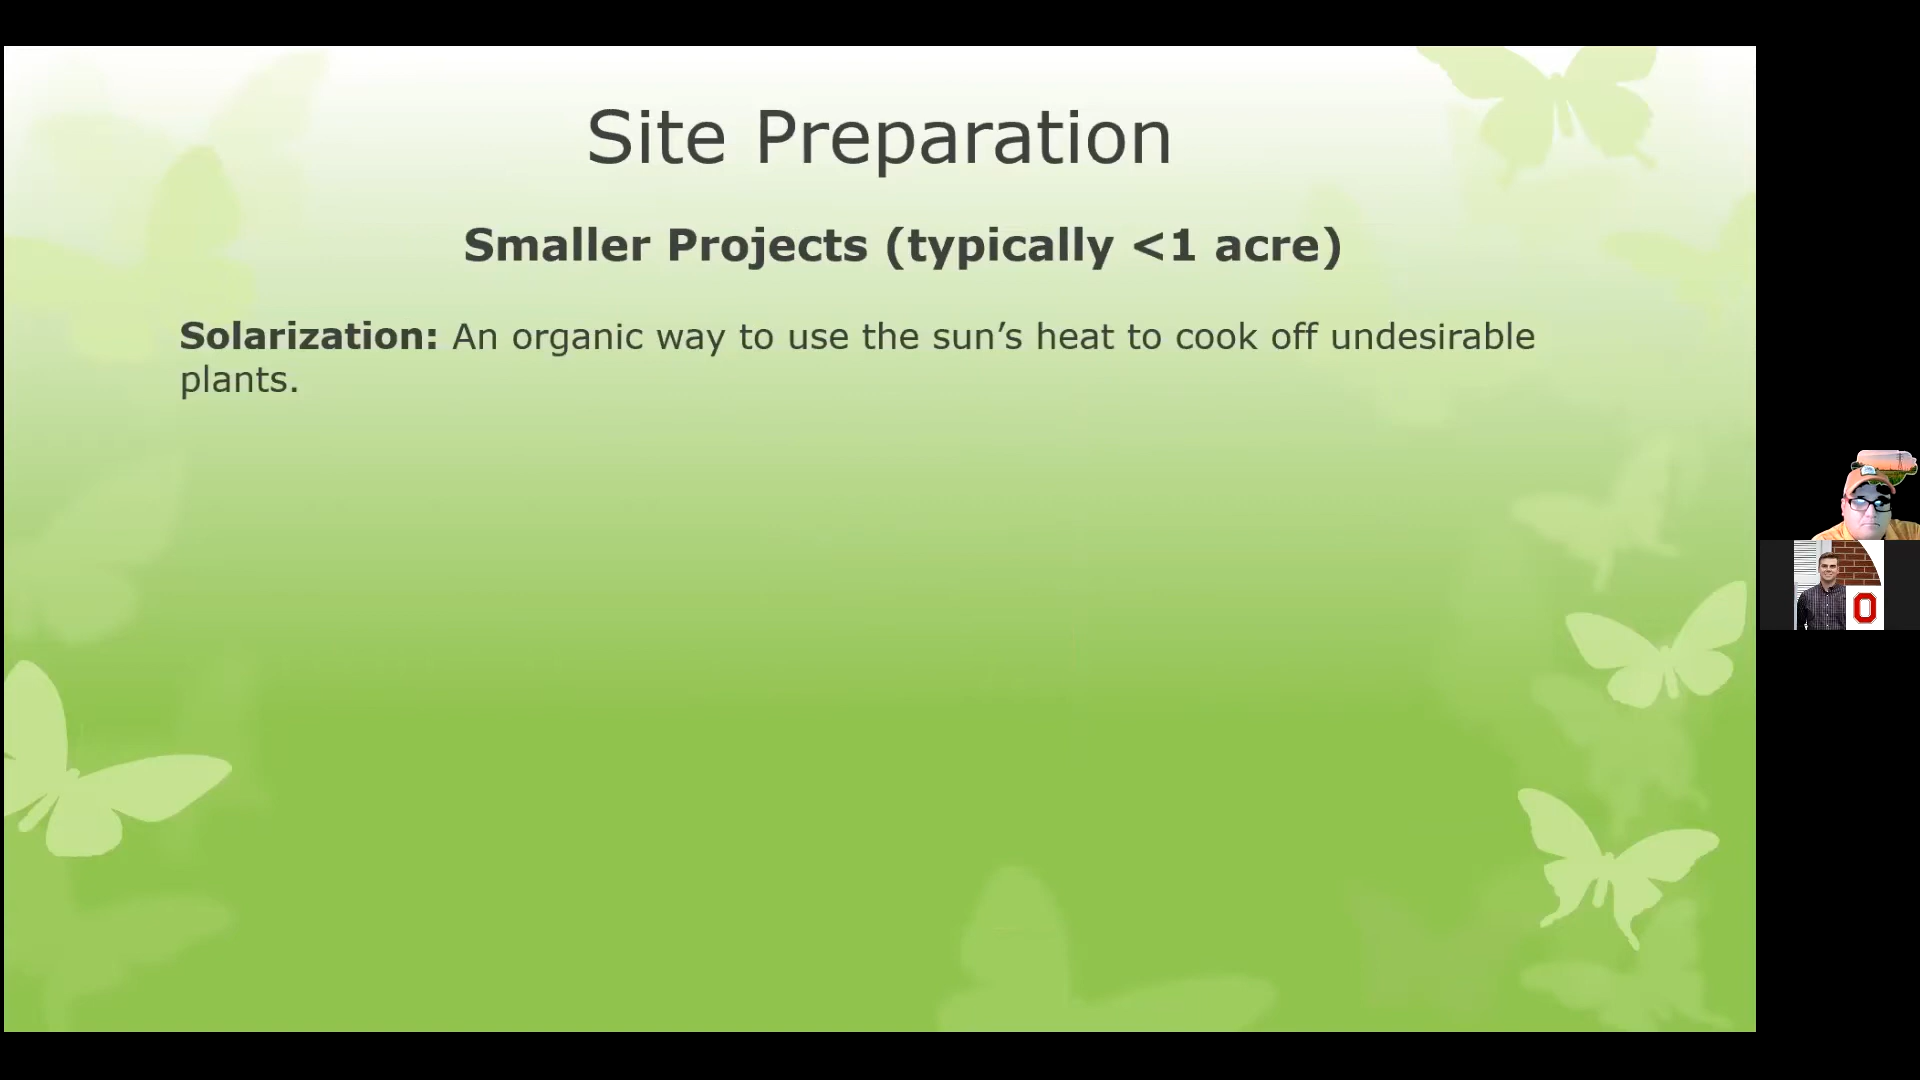 Site Preparation
Smaller Projects (typically <1 acre)
Solarization: An organic way to use the sun’s heat to cook off undesirable
plants.
O